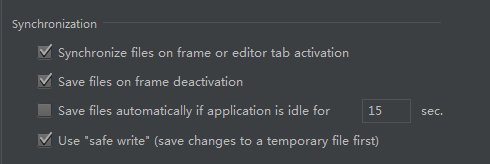 Synchronization
Synchronize files on frame or editor tab activation
Save files on frame deactivation
Save files automatically if application is idle for 15 sec.
Use "safe write" (save changes to a temporary file first)